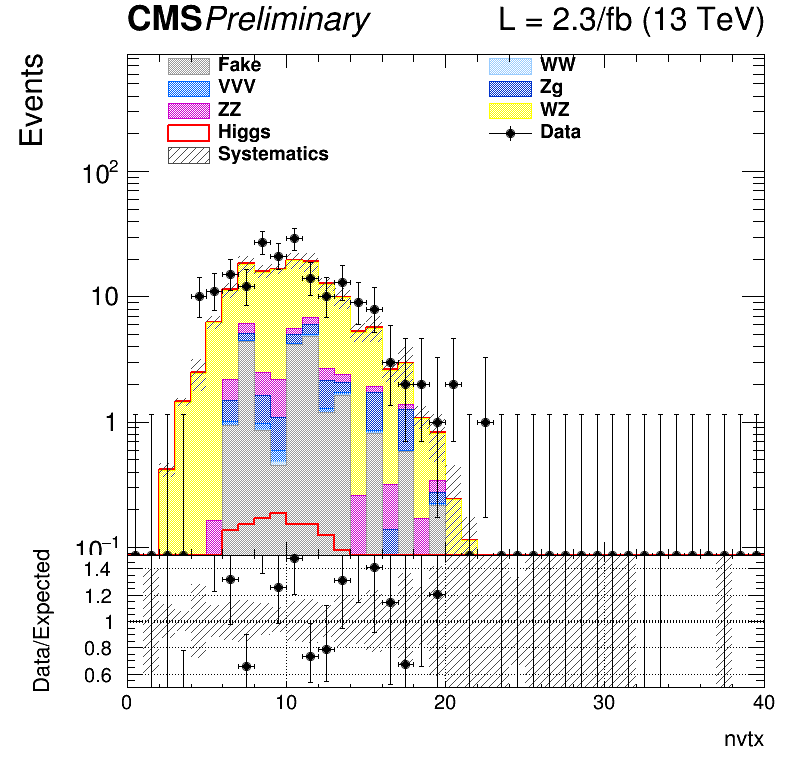 CMS Preliminary L = 2.3/fb (13 TeV)
Events
Fake WW
VVV Zg
ZZ WZ
Higgs Data
Systematics
10²
10
1
10⁻¹
Data/Expected
1.4
1.2
1
0.8
0.6
0 10 20 30 40
nvtx